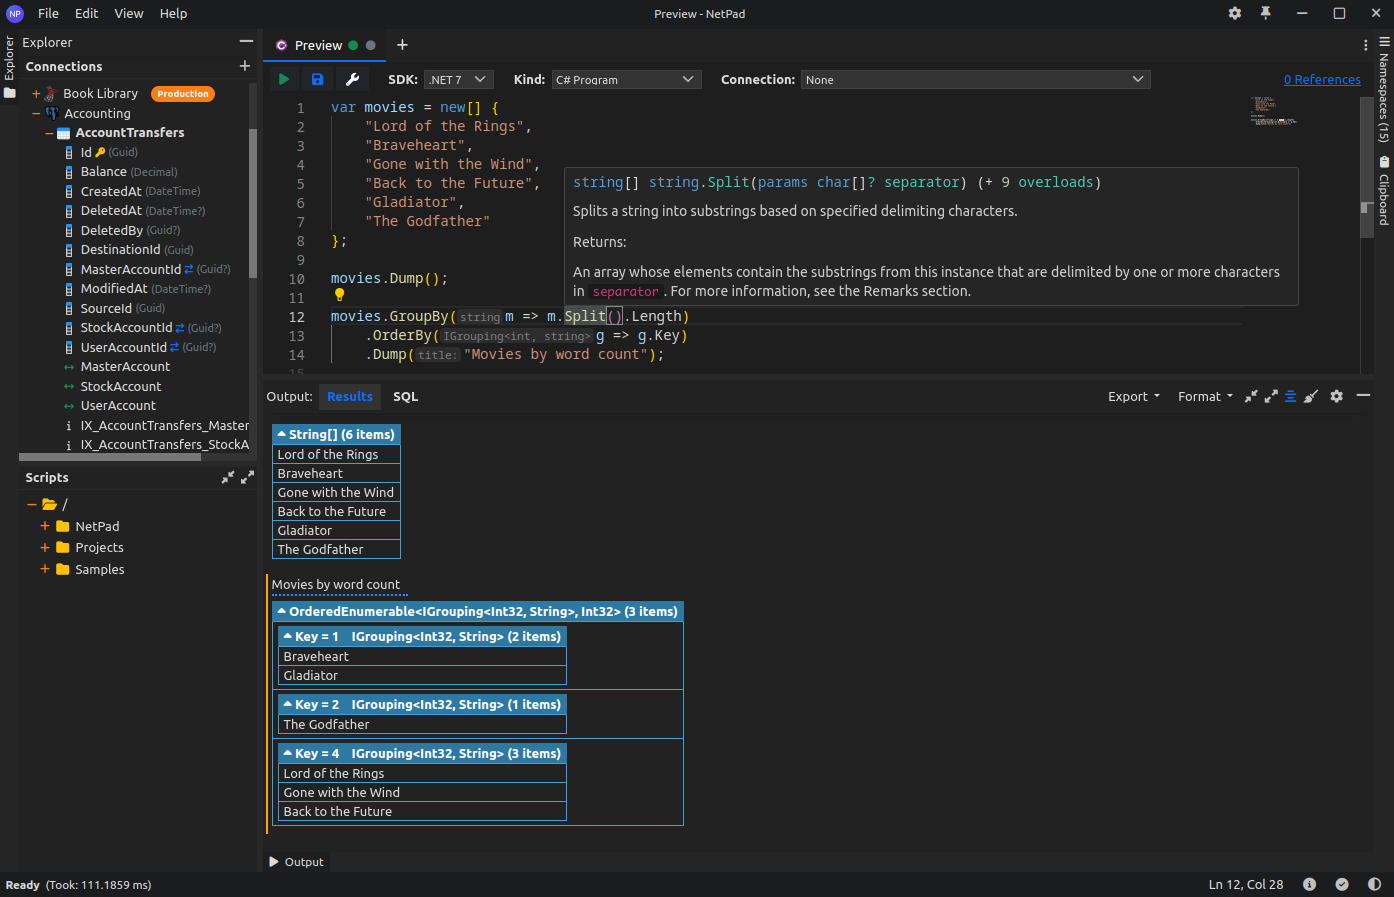 NP File Edit View Help Preview - NetPad
Explorer
Explorer
Connections
Book Library Production
Accounting
AccountTransfers
Id (Guid)
Balance (Decimal)
CreatedAt (DateTime)
DeletedAt (DateTime?)
DeletedBy (Guid?)
DestinationId (Guid)
MasterAccountId (Guid?)
ModifiedAt (DateTime?)
SourceId (Guid)
StockAccountId (Guid?)
UserAccountId (Guid?)
MasterAccount
StockAccount
UserAccount
IX_AccountTransfers_Master
IX_AccountTransfers_StockA
Scripts
/
NetPad
Projects
Samples
Preview
SDK: .NET 7 Kind: C# Program Connection: None 0 References
1 var movies = new[] {
2 "Lord of the Rings",
3 "Braveheart",
4 "Gone with the Wind",
5 "Back to the Future",
6 "Gladiator",
7 "The Godfather"
8 };
9
10 movies.Dump();
11
12 movies.GroupBy(string m => m.Split().Length)
13 .OrderBy(IGrouping<int, string> g => g.Key)
14 .Dump(title: "Movies by word count");
15
string[] string.Split(params char[]? separator) (+ 9 overloads)
Splits a string into substrings based on specified delimiting characters.
Returns:
An array whose elements contain the substrings from this instance that are delimited by one or more characters
in separator. For more information, see the Remarks section.
Namespaces (15)
Clipboard
Output: Results SQL Export Format
String[] (6 items)
Lord of the Rings
Braveheart
Gone with the Wind
Back to the Future
Gladiator
The Godfather
Movies by word count
OrderedEnumerable<IGrouping<Int32, String>, Int32> (3 items)
Key = 1 IGrouping<Int32, String> (2 items)
Braveheart
Gladiator
Key = 2 IGrouping<Int32, String> (1 items)
The Godfather
Key = 4 IGrouping<Int32, String> (3 items)
Lord of the Rings
Gone with the Wind
Back to the Future
Output
Ready (Took: 111.1859 ms) Ln 12, Col 28